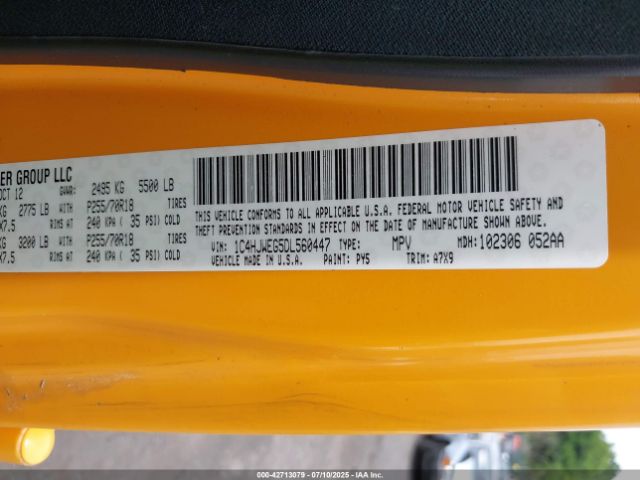 ER GROUP LLC
OCT 12 GVWR: 2495 KG 5500 LB
KG 2775 LB WITH P255/70R18 TIRES
X7.5 RIMS AT 240 KPA ( 35 PSI) COLD
KG 3200 LB WITH P255/70R18 TIRES
X7.5 RIMS AT 240 KPA ( 35 PSI) COLD
THIS VEHICLE CONFORMS TO ALL APPLICABLE U.S.A. FEDERAL MOTOR VEHICLE SAFETY AND
THEFT PREVENTION STANDARDS IN EFFECT ON THE DATE OF MANUFACTURE SHOWN ABOVE.
VIN: 1C4HJWEG5DL560447 TYPE: MPV MDH: 102306 052AA
VEHICLE MADE IN U.S.A. PAINT: PY5 TRIM: A7X9
000-42713079 07/10/2025 IAAI.com